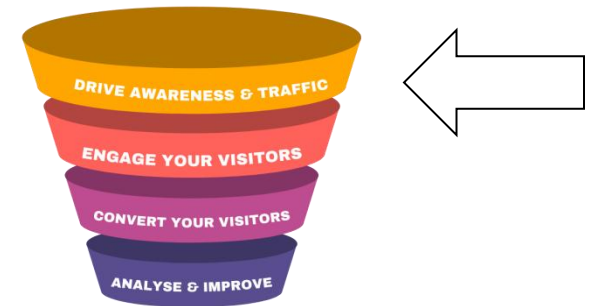 DRIVE AWARENESS & TRAFFIC
ENGAGE YOUR VISITORS
CONVERT YOUR VISITORS
ANALYSE & IMPROVE